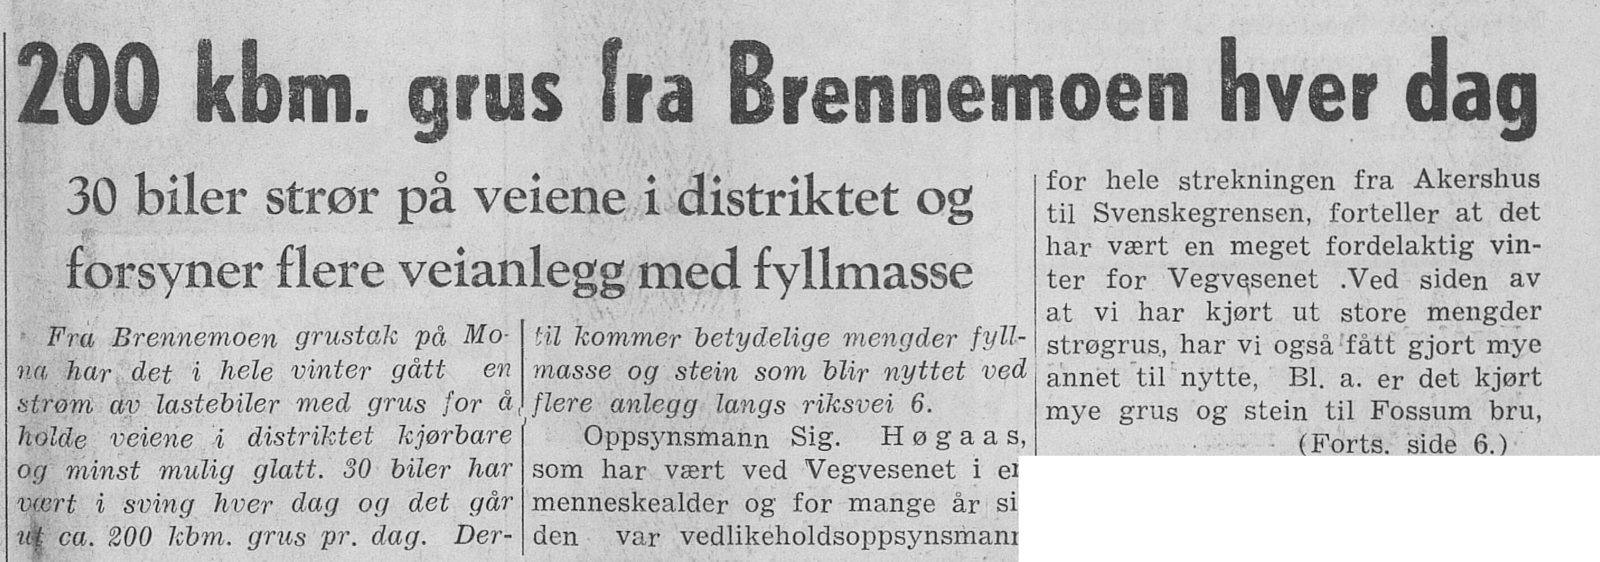 200 kbm. grus fra Brennemoen hver dag
30 biler strør på veiene i distriktet og
forsyner flere veianlegg med fyllmasse
Fra Brennemoen grustak på Mo-
na har det i hele vinter gått en
strøm av lastebiler med grus for å
holde veiene i distriktet kjørbare
og minst mulig glatt. 30 biler har
vært i sving hver dag og det går
ut ca. 200 kbm. grus pr. dag. Der-
til kommer betydelige mengder fyll-
masse og stein som blir nyttet ved
flere anlegg langs riksvei 6.
Oppsynsmann Sig. Høgaas,
som har vært ved Vegvesenet i en
menneskealder og for mange år si
den var vedlikeholdsoppsynsmann
for hele strekningen fra Akershus
til Svenskegrensen, forteller at det
har vært en meget fordelaktig vin-
ter for Vegvesenet .Ved siden av
at vi har kjørt ut store mengder
strøgrus, har vi også fått gjort mye
annet til nytte, Bl. a. er det kjørt
mye grus og stein til Fossum bru,
(Forts. side 6.)